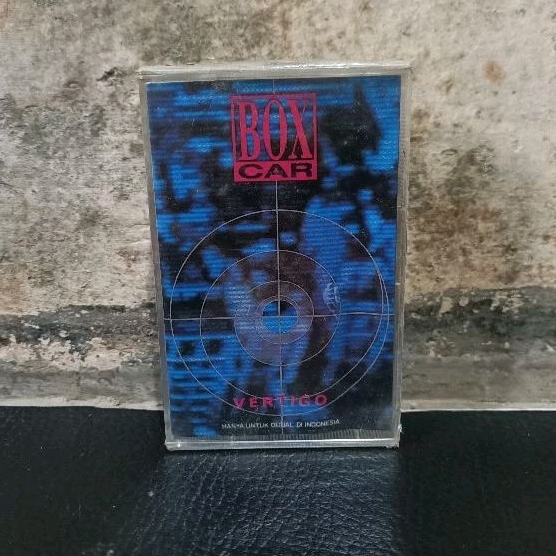 BOX
CAR
VERTIGO
HANYA UNTUK DIJUAL DI INDONESIA